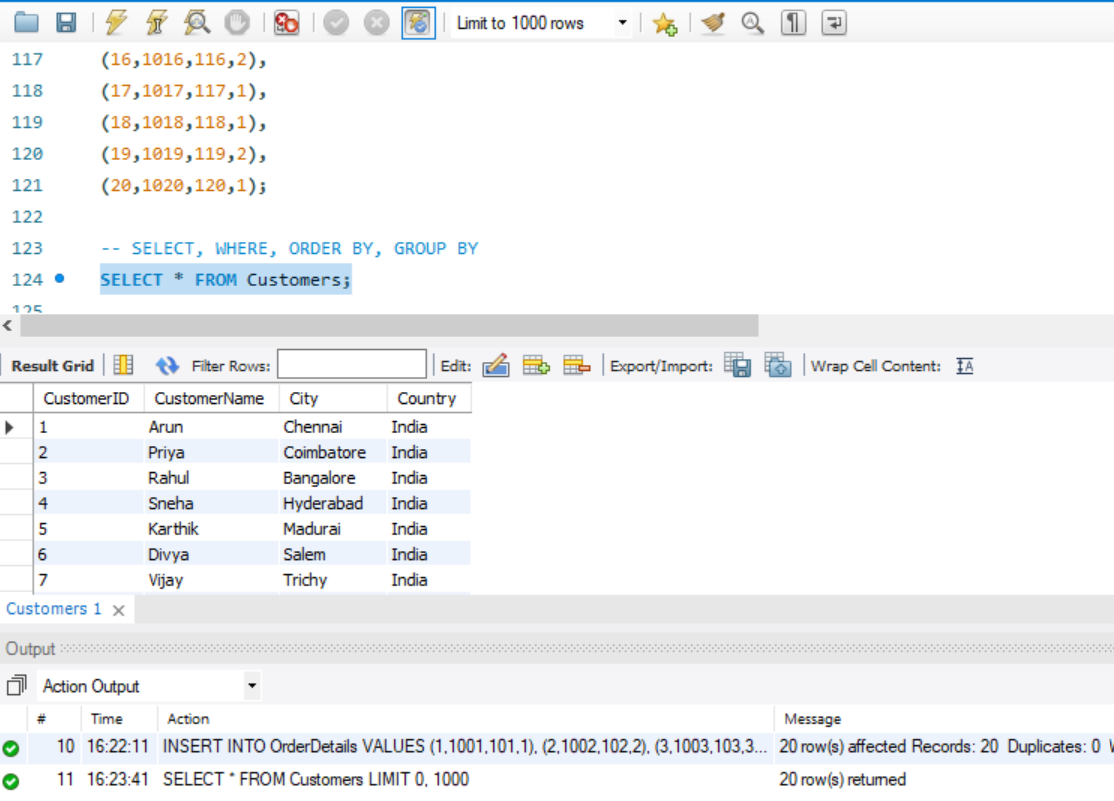 Limit to 1000 rows
117 (16,1016,116,2),
118 (17,1017,117,1),
119 (18,1018,118,1),
120 (19,1019,119,2),
121 (20,1020,120,1);
122
123 -- SELECT, WHERE, ORDER BY, GROUP BY
124 SELECT * FROM Customers;
125
Result Grid Filter Rows: Edit: Export/Import: Wrap Cell Content:
CustomerID CustomerName City Country
1 Arun Chennai India
2 Priya Coimbatore India
3 Rahul Bangalore India
4 Sneha Hyderabad India
5 Karthik Madurai India
6 Divya Salem India
7 Vijay Trichy India
Customers 1
Output
Action Output
# Time Action Message
10 16:22:11 INSERT INTO OrderDetails VALUES (1,1001,101,1), (2,1002,102,2), (3,1003,103,3... 20 row(s) affected Records: 20 Duplicates: 0
11 16:23:41 SELECT * FROM Customers LIMIT 0, 1000 20 row(s) returned